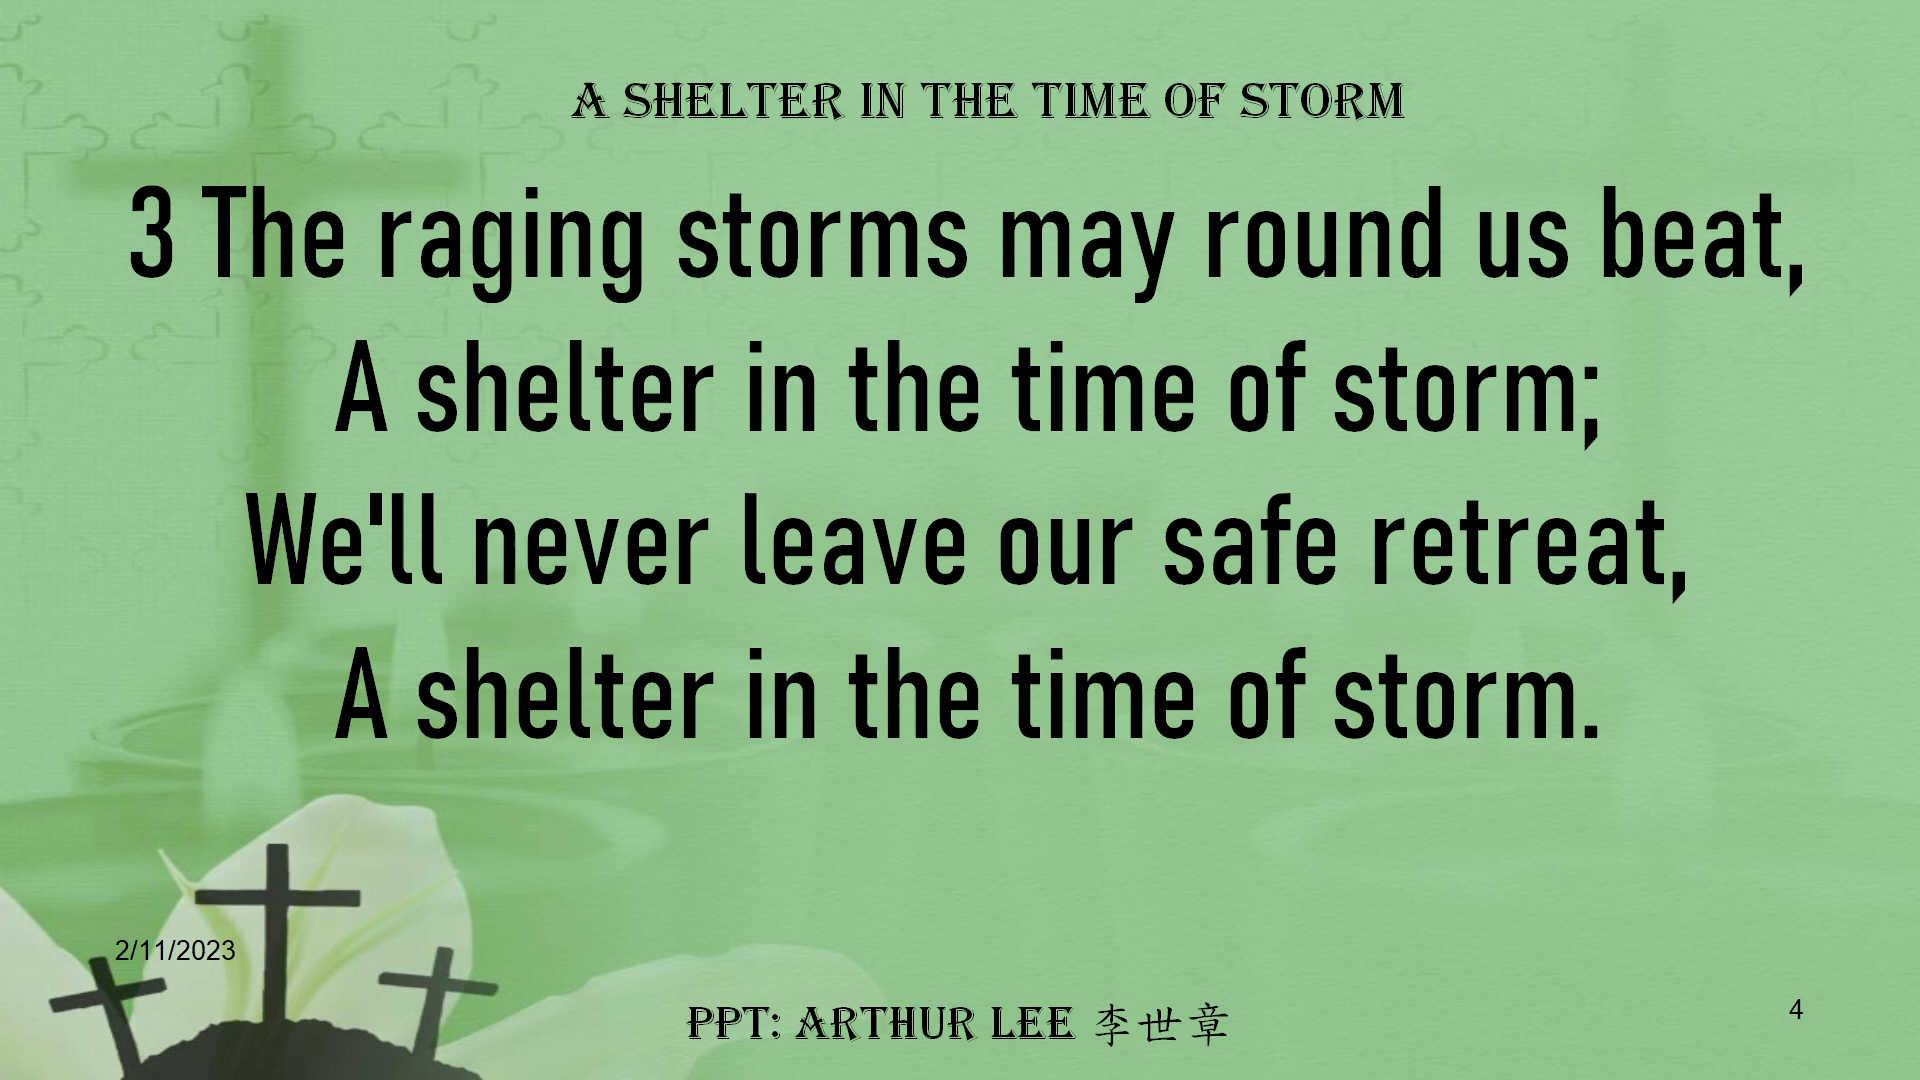 A SHELTER IN THE TIME OF STORM
3 The raging storms may round us beat,
A shelter in the time of storm;
We'll never leave our safe retreat,
A shelter in the time of storm.
2/11/2023
PPT: ARTHUR LEE 李世章
4